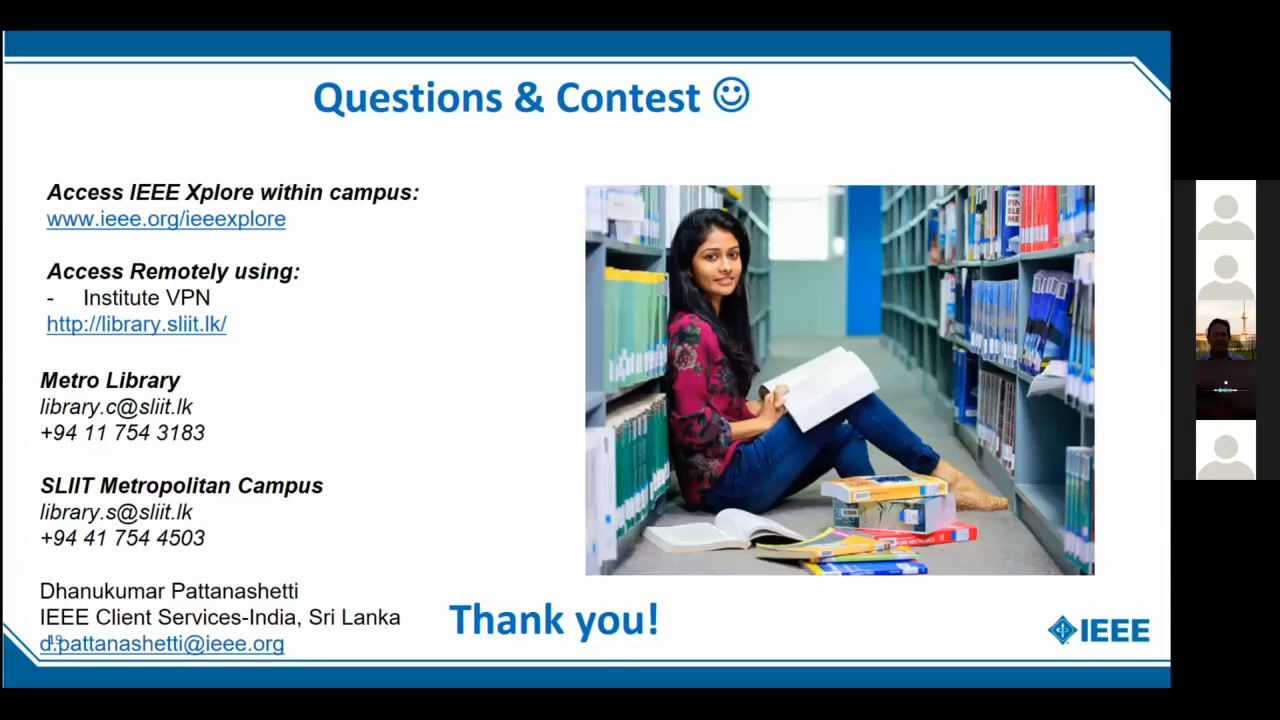 Questions & Contest ☺
Access IEEE Xplore within campus:
www.ieee.org/ieeexplore
Access Remotely using:
- Institute VPN
http://library.sliit.lk/
Metro Library
library.c@sliit.lk
+94 11 754 3183
SLIIT Metropolitan Campus
library.s@sliit.lk
+94 41 754 4503
Dhanukumar Pattanashetti
IEEE Client Services-India, Sri Lanka
d.pattanashetti@ieee.org
19
Thank you!
IEEE